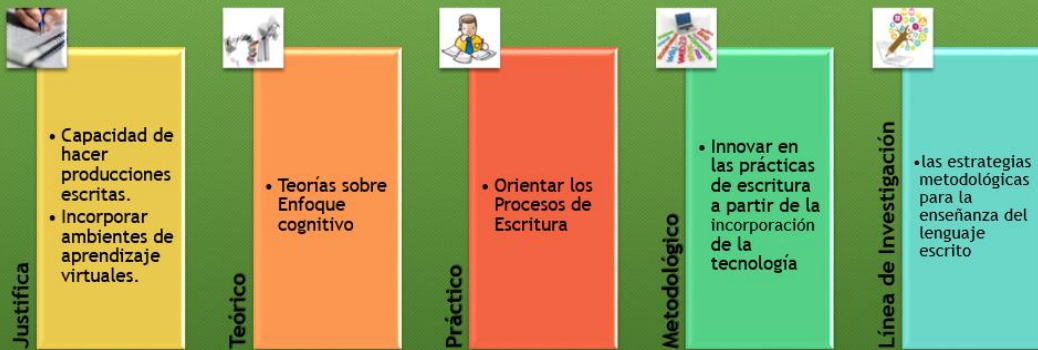 Justifica
• Capacidad de
hacer
producciones
escritas.
• Incorporar
ambientes de
aprendizaje
virtuales.
Teórico
• Teorías sobre
Enfoque
cognitivo
Práctico
• Orientar los
Procesos de
Escritura
Metodológico
• Innovar en
las prácticas
de escritura
a partir de la
incorporación
de la
tecnología
Línea de Investigación
•las estrategias
metodológicas
para la
enseñanza del
lenguaje
escrito